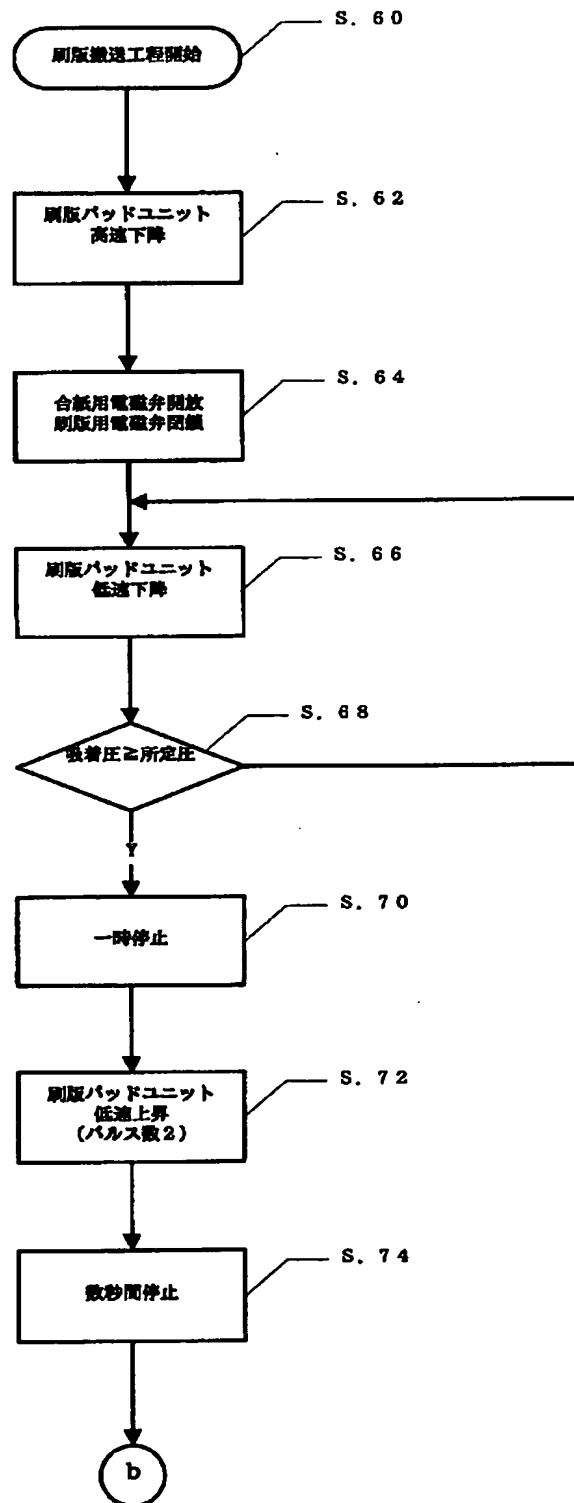 S. 60
刷版搬送工程開始
S. 62
刷版パッドユニット
高速下降
S. 64
合紙用電磁弁開放
刷版用電磁弁閉鎖
S. 66
刷版パッドユニット
低速下降
S. 68
吸着圧≧所定圧
Y
S. 70
一時停止
S. 72
刷版パッドユニット
低速上昇
(パルス数2)
S. 74
数秒間停止
b